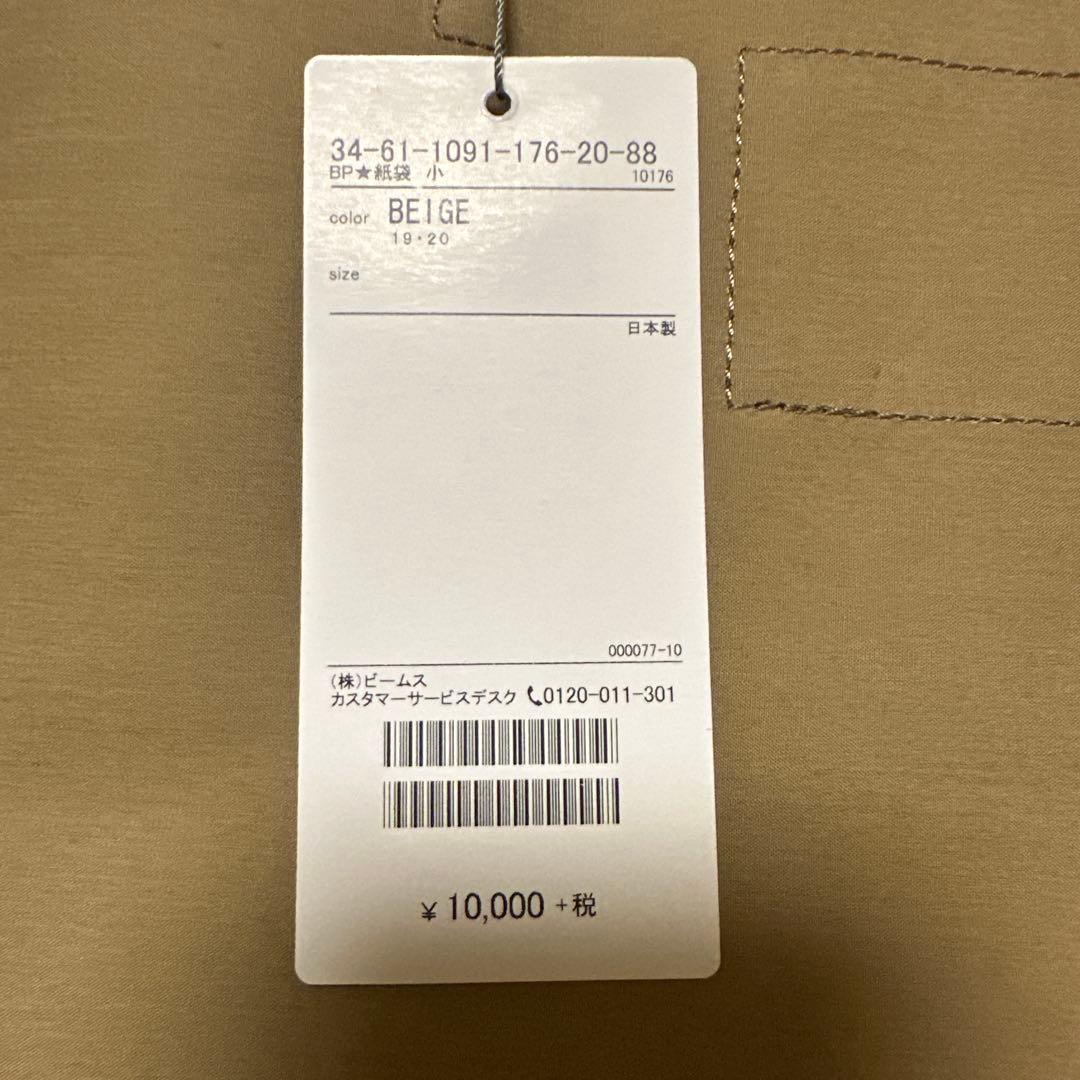 34-61-1091-176-20-88
BP★紙袋 小 10176
color BEIGE
19・20
size
日本製
000077-10
(株)ビームス
カスタマーサービスデスク 0120-011-301
¥ 10,000 +税